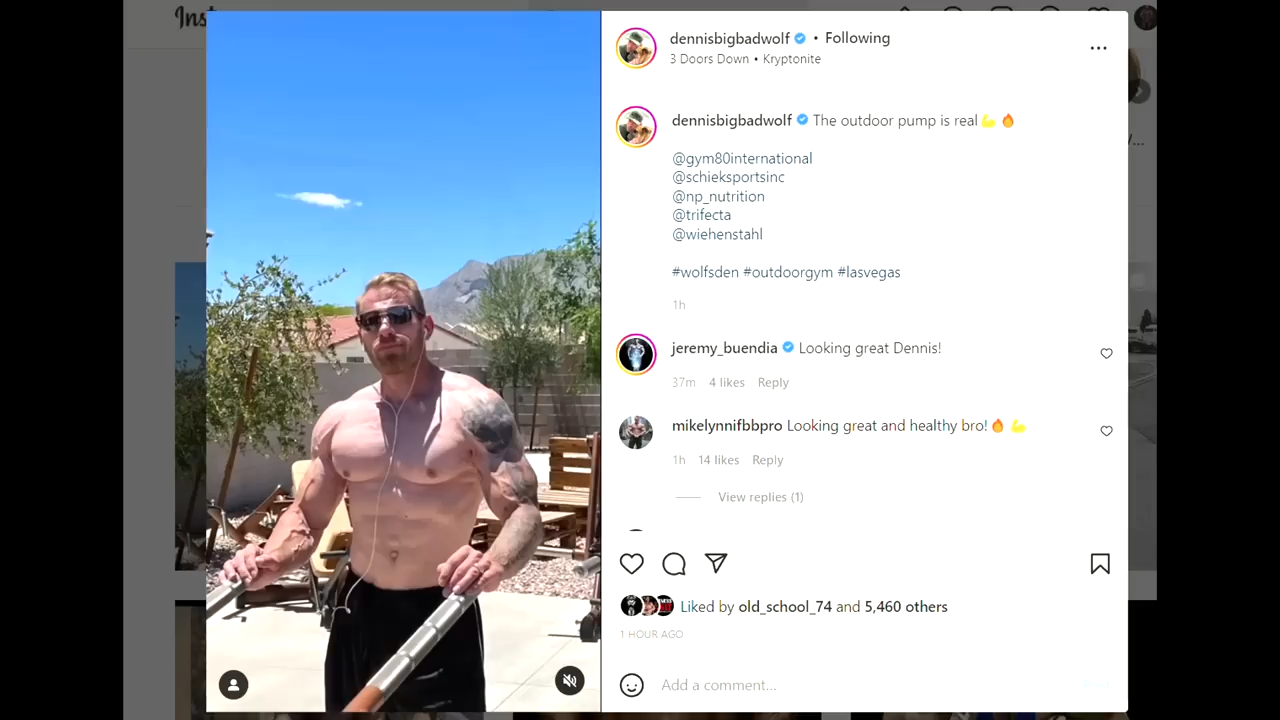 Inst
dennisbigbadwolf • Following
3 Doors Down • Kryptonite
dennisbigbadwolf The outdoor pump is real💪🔥
@gym80international
@schieksportsinc
@np_nutrition
@trifecta
@wiehenstahl
#wolfsden #outdoorgym #lasvegas
1h
jeremy_buendia Looking great Dennis!
37m 4 likes Reply
mikelynnifbbpro Looking great and healthy bro!🔥💪
1h 14 likes Reply
View replies (1)
Liked by old_school_74 and 5,460 others
1 HOUR AGO
Add a comment...